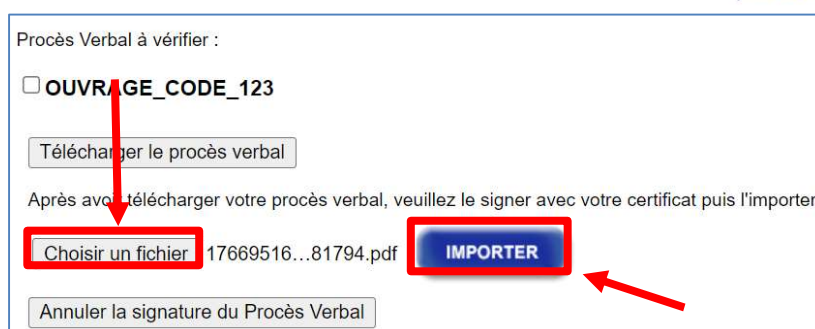 Procès Verbal à vérifier :
OUVRAGE_CODE_123
Télécharger le procès verbal
Après avoir télécharger votre procès verbal, veuillez le signer avec votre certificat puis l'importer
Choisir un fichier 17669516…81794.pdf IMPORTER
Annuler la signature du Procès Verbal